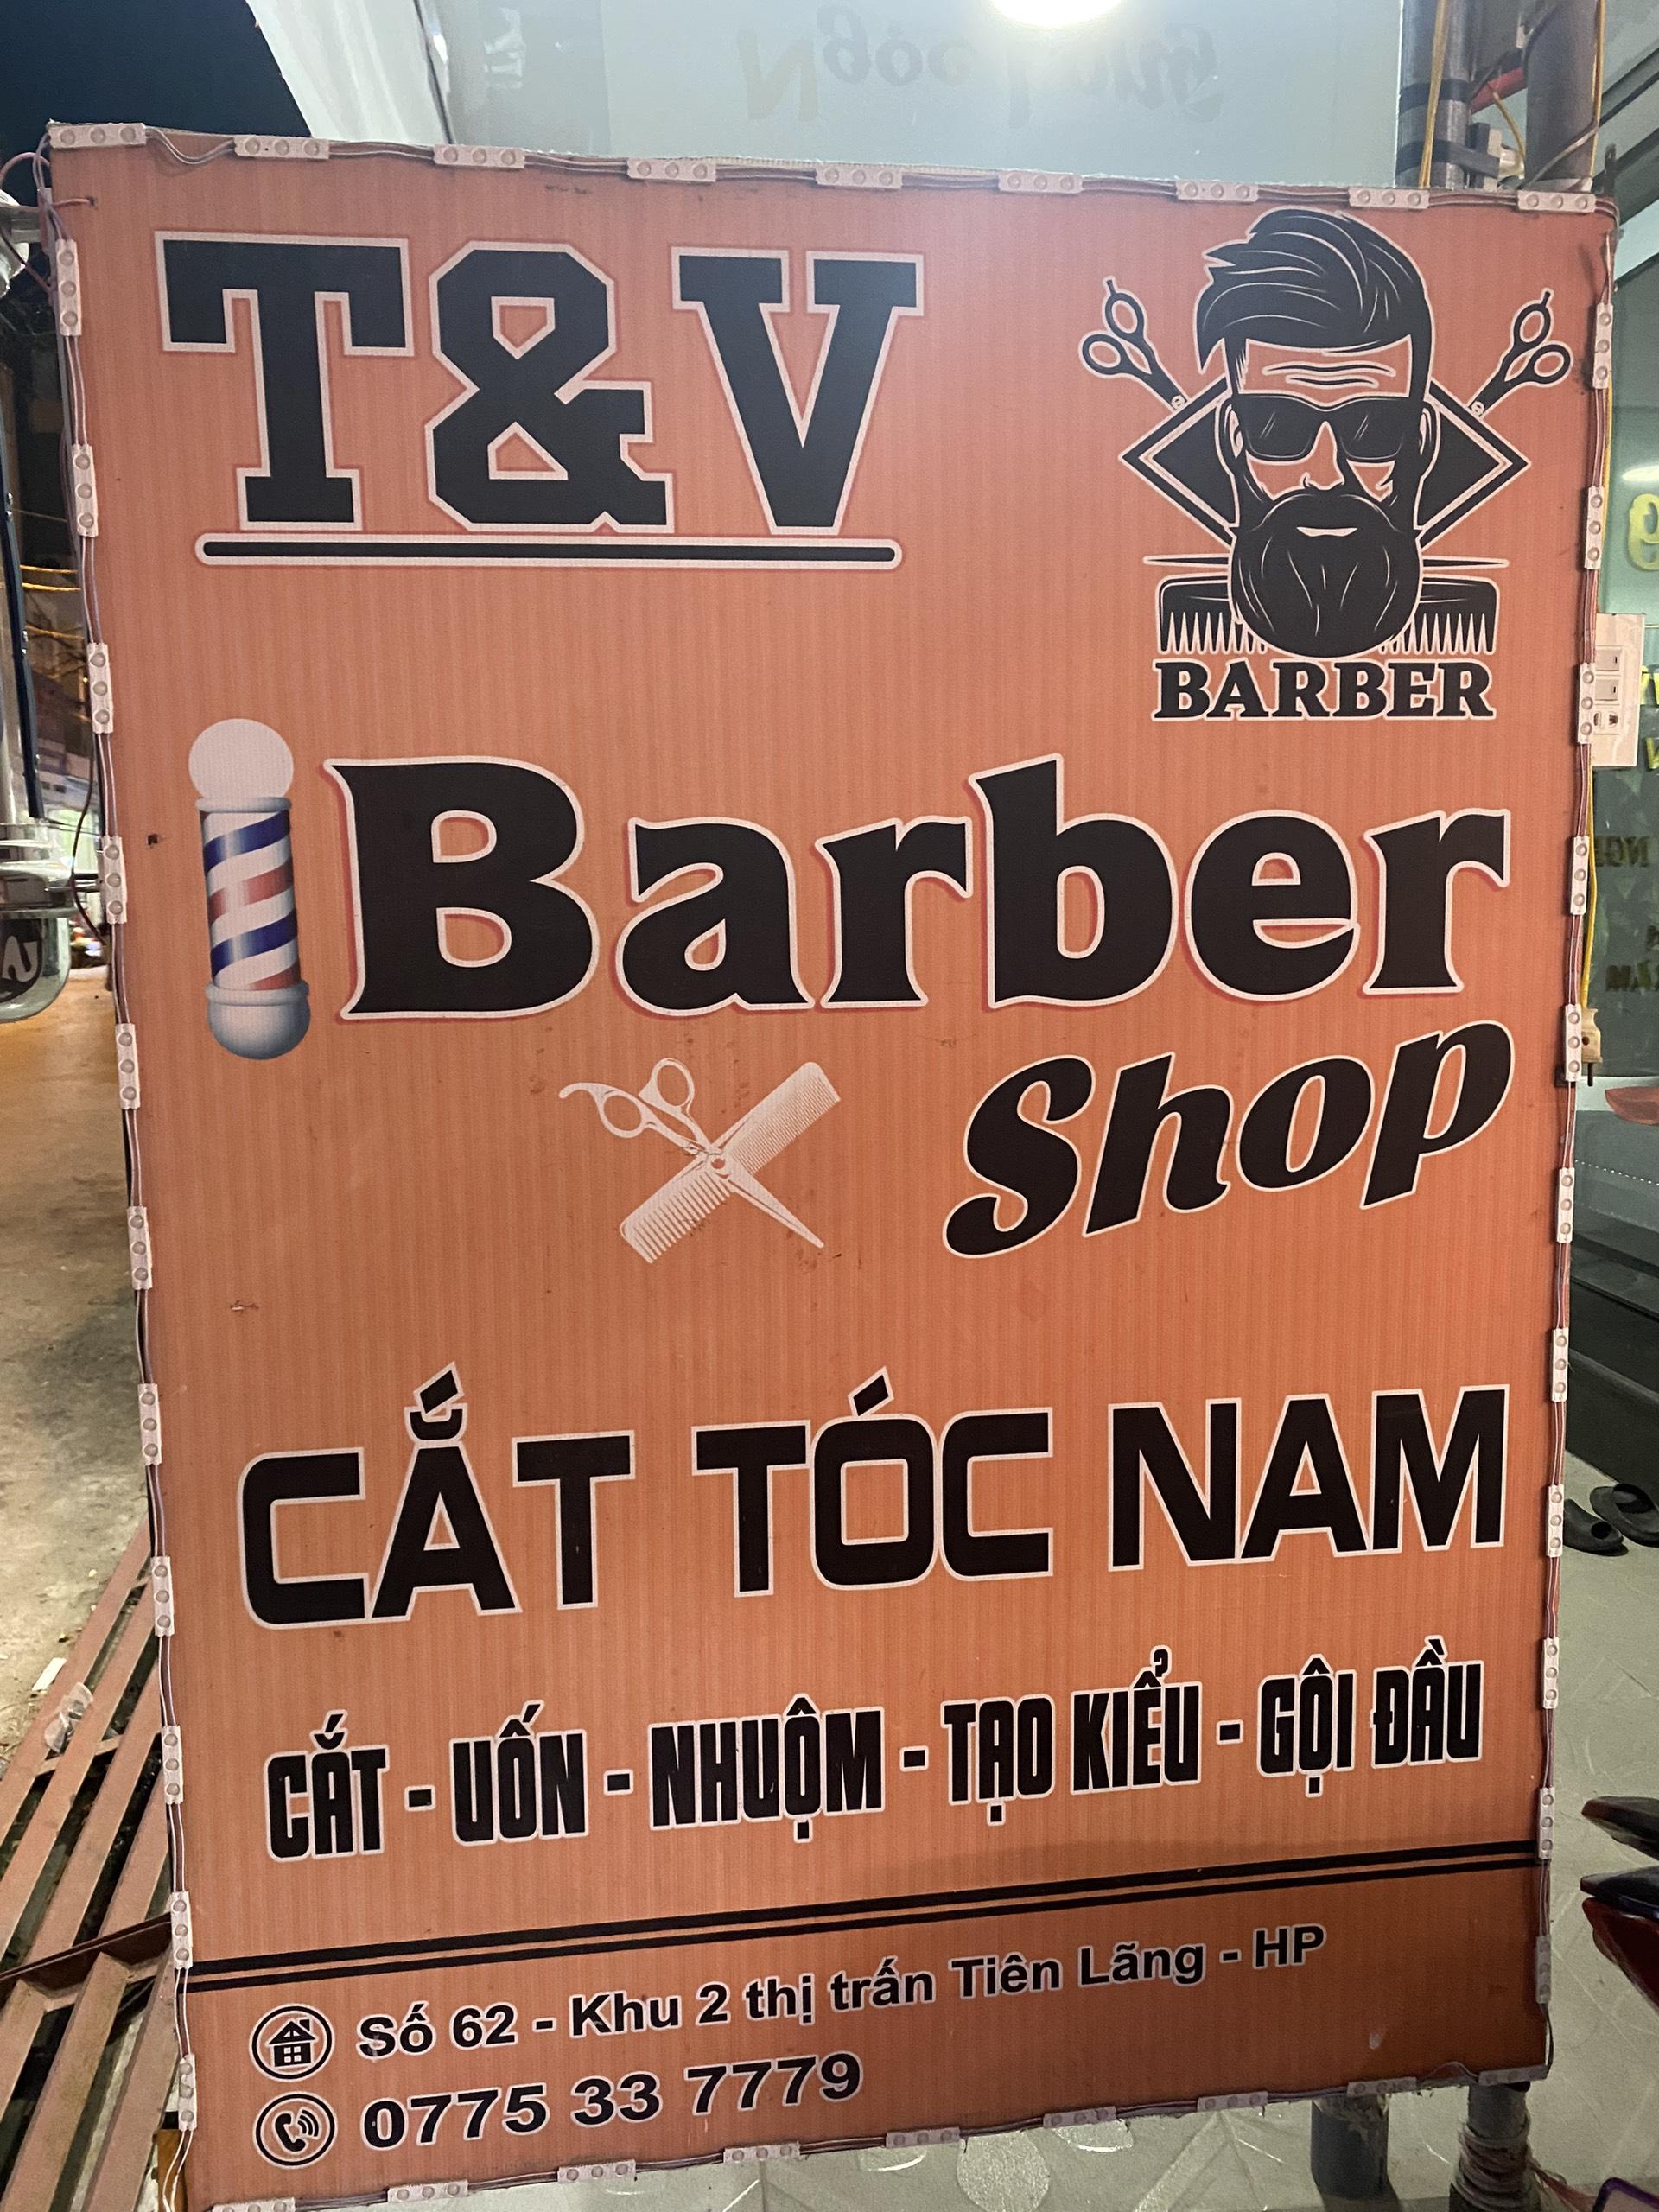 T&V
BARBER
Barber
Shop
CẮT TÓC NAM
CẮT - UỐN - NHUỘM - TẠO KIỂU - GỘI ĐẦU
Số 62 - Khu 2 thị trấn Tiên Lãng - HP
0775 33 7779